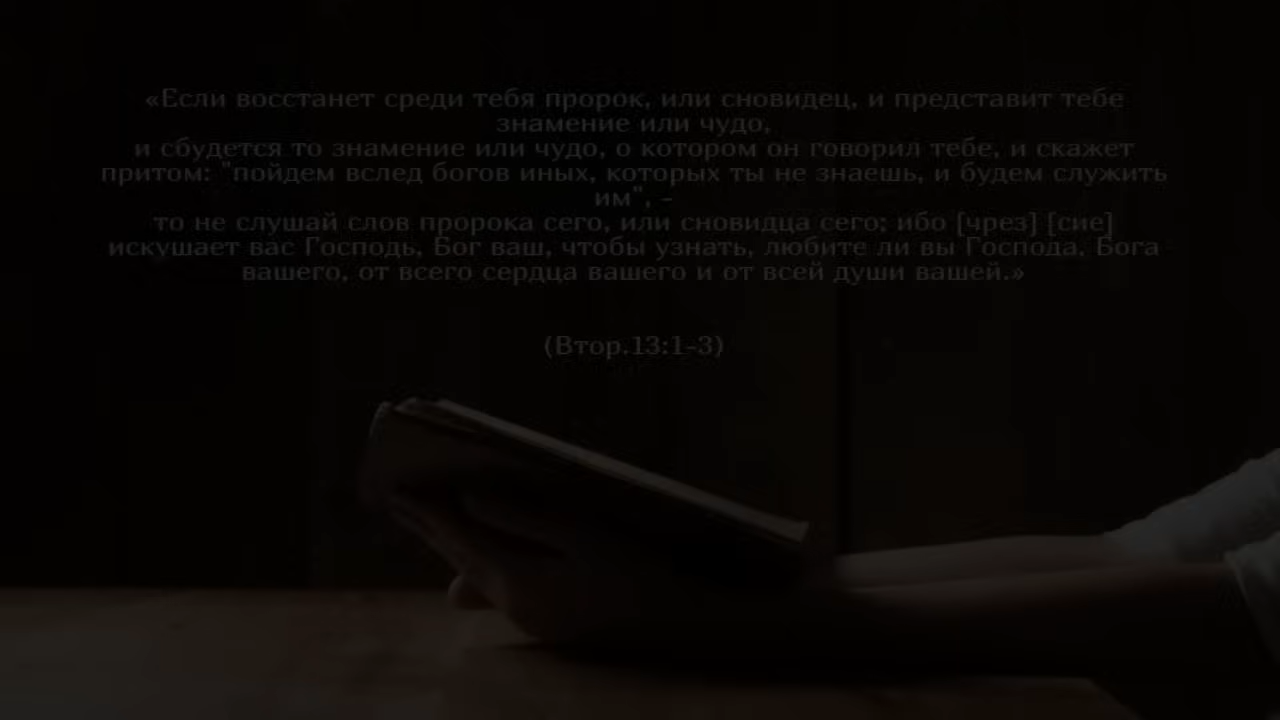 «Если восстанет среди тебя пророк, или сновидец, и представит тебе
знамение или чудо,
и сбудется то знамение или чудо, о котором он говорил тебе, и скажет
притом: "пойдем вслед богов иных, которых ты не знаешь, и будем служить
им", -
то не слушай слов пророка сего, или сновидца сего; ибо [чрез] [сие]
искушает вас Господь, Бог ваш, чтобы узнать, любите ли вы Господа, Бога
вашего, от всего сердца вашего и от всей души вашей.»
(Втор.13:1-3)